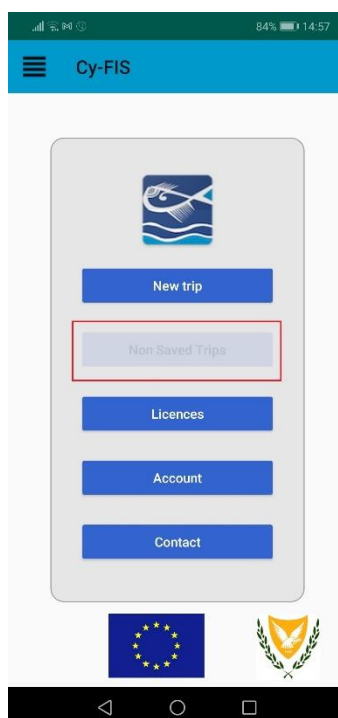 84% 14:57
Cy-FIS
New trip
Non Saved Trips
Licences
Account
Contact